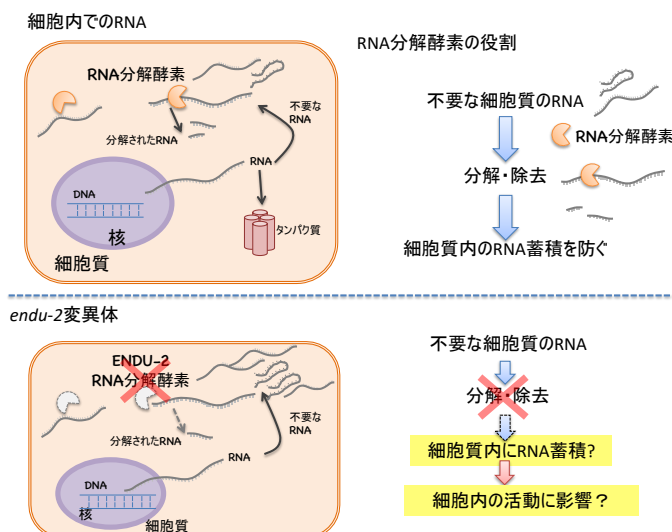 細胞内でのRNA
RNA分解酵素
不要な
RNA
分解されたRNA
RNA
DNA
核
タンパク質
細胞質
RNA分解酵素の役割
不要な細胞質のRNA
RNA分解酵素
分解・除去
細胞質内のRNA蓄積を防ぐ
endu-2変異体
ENDU-2
RNA分解酵素
不要な
RNA
分解されたRNA
RNA
DNA
核
細胞質
不要な細胞質のRNA
分解・除去
細胞質内にRNA蓄積?
細胞内の活動に影響？